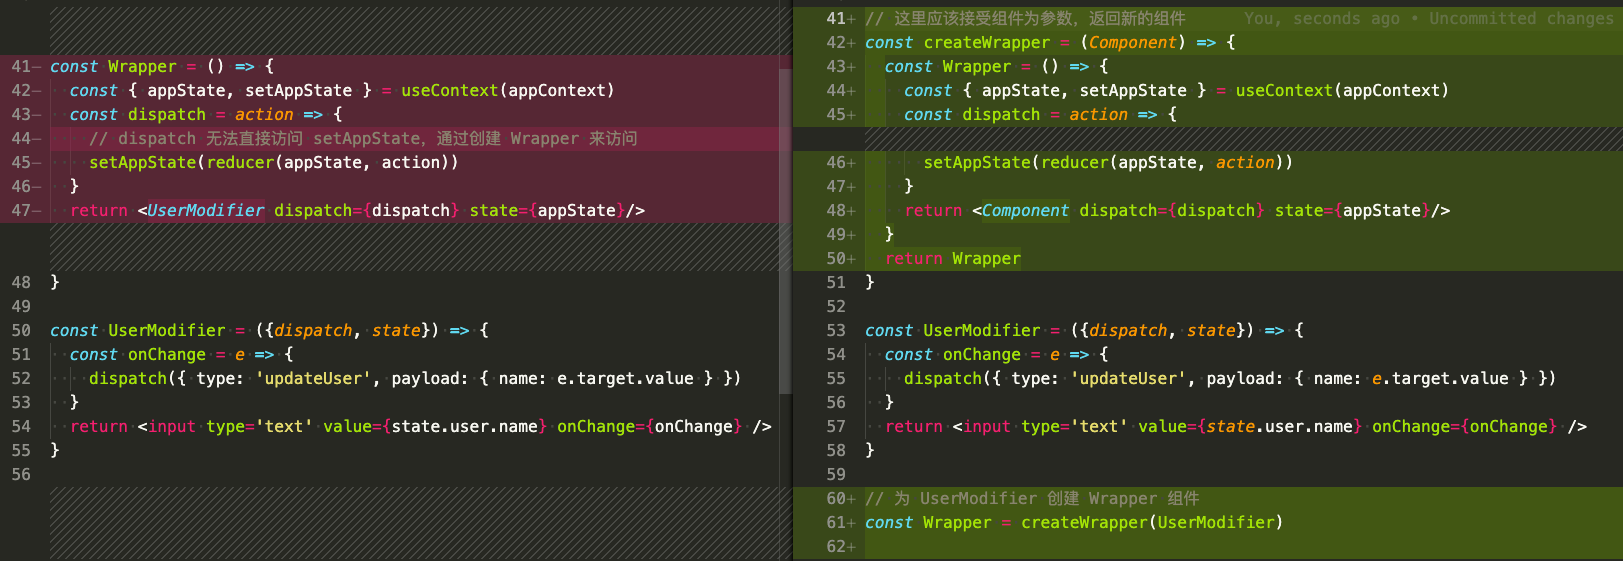 41- const Wrapper = () => {
42- const { appState, setAppState } = useContext(appContext)
43- const dispatch = action => {
44- // dispatch 无法直接访问 setAppState，通过创建 Wrapper 来访问
45- setAppState(reducer(appState, action))
46- }
47- return <UserModifier dispatch={dispatch} state={appState}/>
48 }
49
50 const UserModifier = ({dispatch, state}) => {
51 const onChange = e => {
52 dispatch({ type: 'updateUser', payload: { name: e.target.value } })
53 }
54 return <input type='text' value={state.user.name} onChange={onChange} />
55 }
56
41+ // 这里应该接受组件为参数，返回新的组件 You, seconds ago • Uncommitted changes
42+ const createWrapper = (Component) => {
43+ const Wrapper = () => {
44+ const { appState, setAppState } = useContext(appContext)
45+ const dispatch = action => {
46+ setAppState(reducer(appState, action))
47+ }
48+ return <Component dispatch={dispatch} state={appState}/>
49+ }
50+ return Wrapper
51 }
52
53 const UserModifier = ({dispatch, state}) => {
54 const onChange = e => {
55 dispatch({ type: 'updateUser', payload: { name: e.target.value } })
56 }
57 return <input type='text' value={state.user.name} onChange={onChange} />
58 }
59
60+ // 为 UserModifier 创建 Wrapper 组件
61+ const Wrapper = createWrapper(UserModifier)
62+